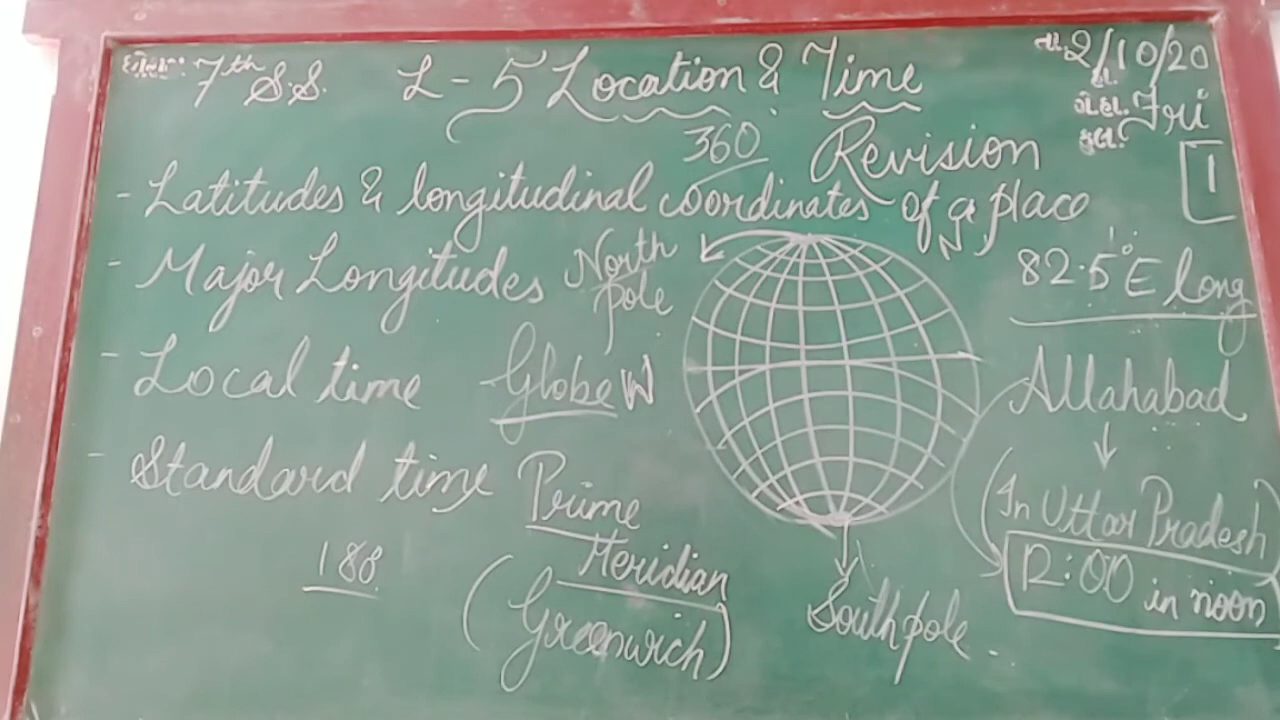 7th S.S. L-5 Location & Time
2/10/20
Fri
1
360 Revision
- Latitudes & longitudinal coordinates of a place
- Major Longitudes
North
pole
N
82.5°E long
- Local time
Globe
W
Allahabad
- Standard time
Prime
Meridian
(Greenwich)
(In Uttar Pradesh)
12:00 in noon
180
South pole